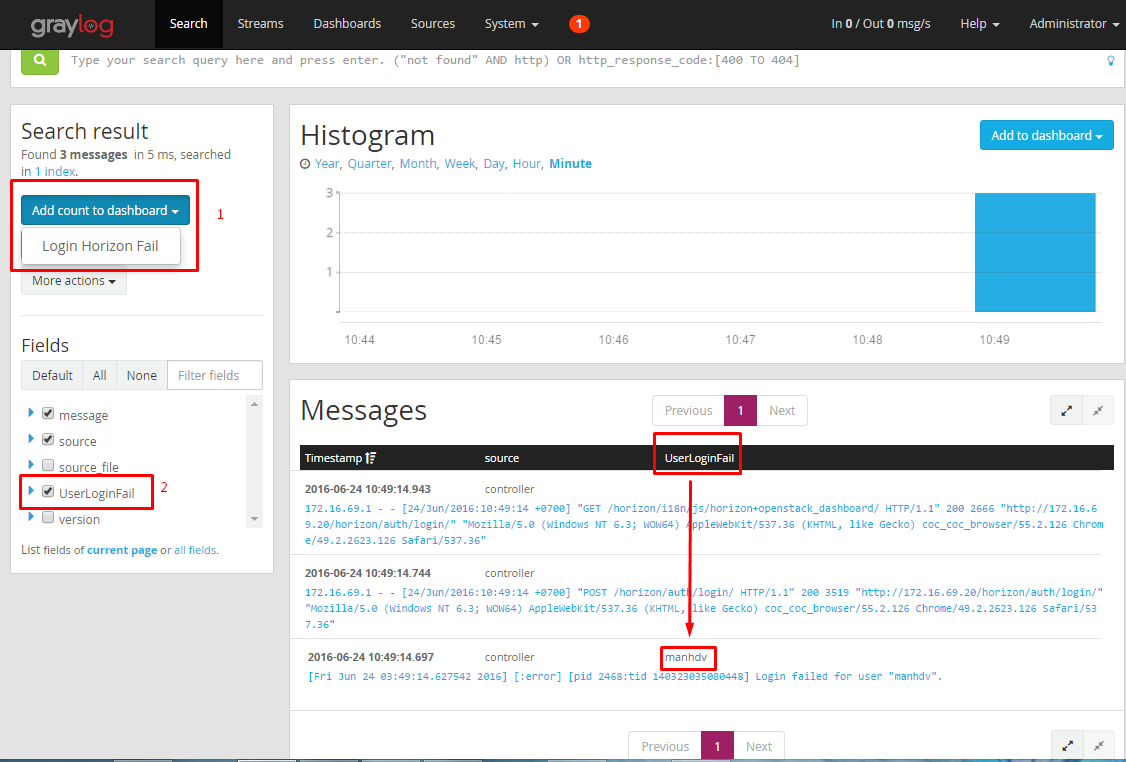 graylog Search Streams Dashboards Sources System 1 In 0 / Out 0 msg/s Help Administrator
Type your search query here and press enter. ("not found" AND http) OR http_response_code:[400 TO 404]
Search result
Found 3 messages in 5 ms, searched
in 1 index.
Add count to dashboard
1
Login Horizon Fail
More actions
Fields
Default All None Filter fields
message
source
source_file
UserLoginFail
2
version
List fields of current page or all fields.
Histogram
Add to dashboard
Year, Quarter, Month, Week, Day, Hour, Minute
3
2
1
10:44 10:45 10:46 10:47 10:48 10:49
Messages
Previous 1 Next
Timestamp source UserLoginFail
2016-06-24 10:49:14.943 controller
172.16.69.1 - - [24/Jun/2016:10:49:14 +0700] "GET /horizon/i18n/js/horizon+openstack_dashboard/ HTTP/1.1" 200 2666 "http://172.16.6
9.20/horizon/auth/login/" "Mozilla/5.0 (Windows NT 6.3; WOW64) AppleWebKit/537.36 (KHTML, like Gecko) coc_coc_browser/55.2.126 Chrom
e/49.2.2623.126 Safari/537.36"
2016-06-24 10:49:14.744 controller
172.16.69.1 - - [24/Jun/2016:10:49:14 +0700] "POST /horizon/auth/login/ HTTP/1.1" 200 3519 "http://172.16.69.20/horizon/auth/login/"
"Mozilla/5.0 (Windows NT 6.3; WOW64) AppleWebKit/537.36 (KHTML, like Gecko) coc_coc_browser/55.2.126 Chrome/49.2.2623.126 Safari/53
7.36"
2016-06-24 10:49:14.697 controller manhdv
[Fri Jun 24 03:49:14.627542 2016] [:error] [pid 2468:tid 140323035080448] Login failed for user "manhdv".
Previous 1 Next